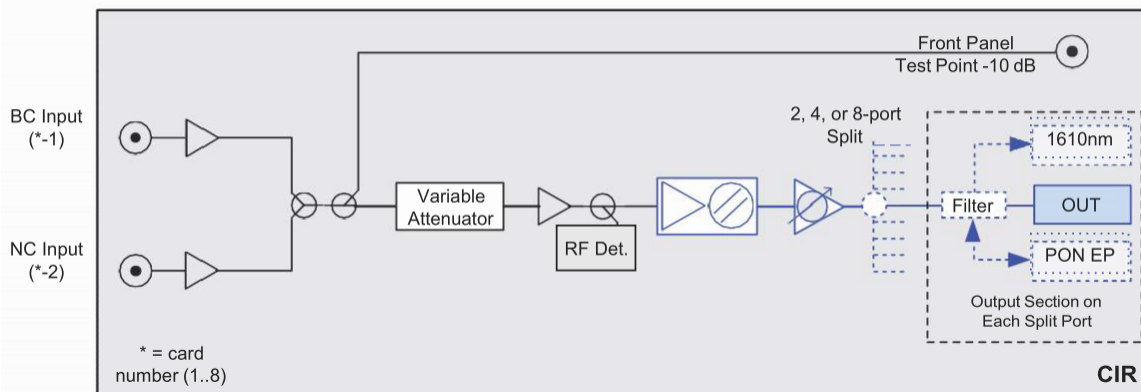 Front Panel
Test Point -10 dB
BC Input
(*-1)
2, 4, or 8-port
Split
1610nm
Variable
Attenuator
Filter
OUT
RF Det.
NC Input
(*-2)
PON EP
Output Section on
Each Split Port
* = card
number (1..8)
CIR